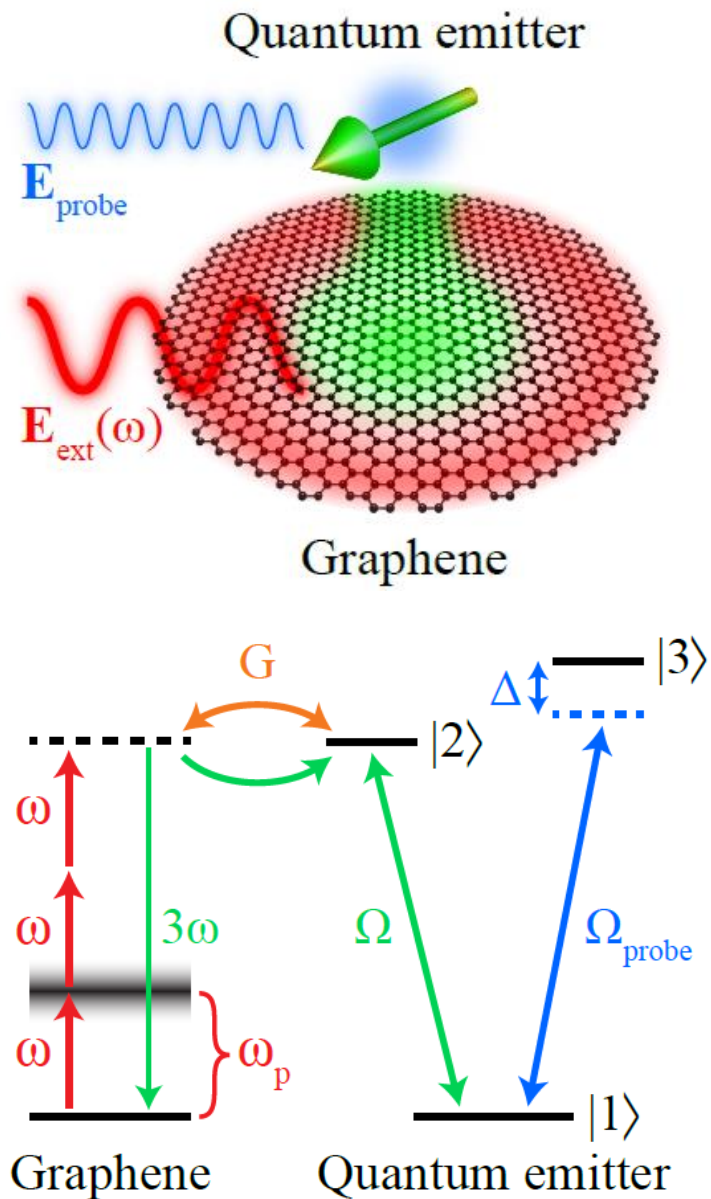 Quantum emitter
E_probe
E_ext(ω)
Graphene
G
|3⟩
Δ
|2⟩
ω
ω
3ω
Ω
Ω_probe
ω
ω_p
|1⟩
Graphene
Quantum emitter